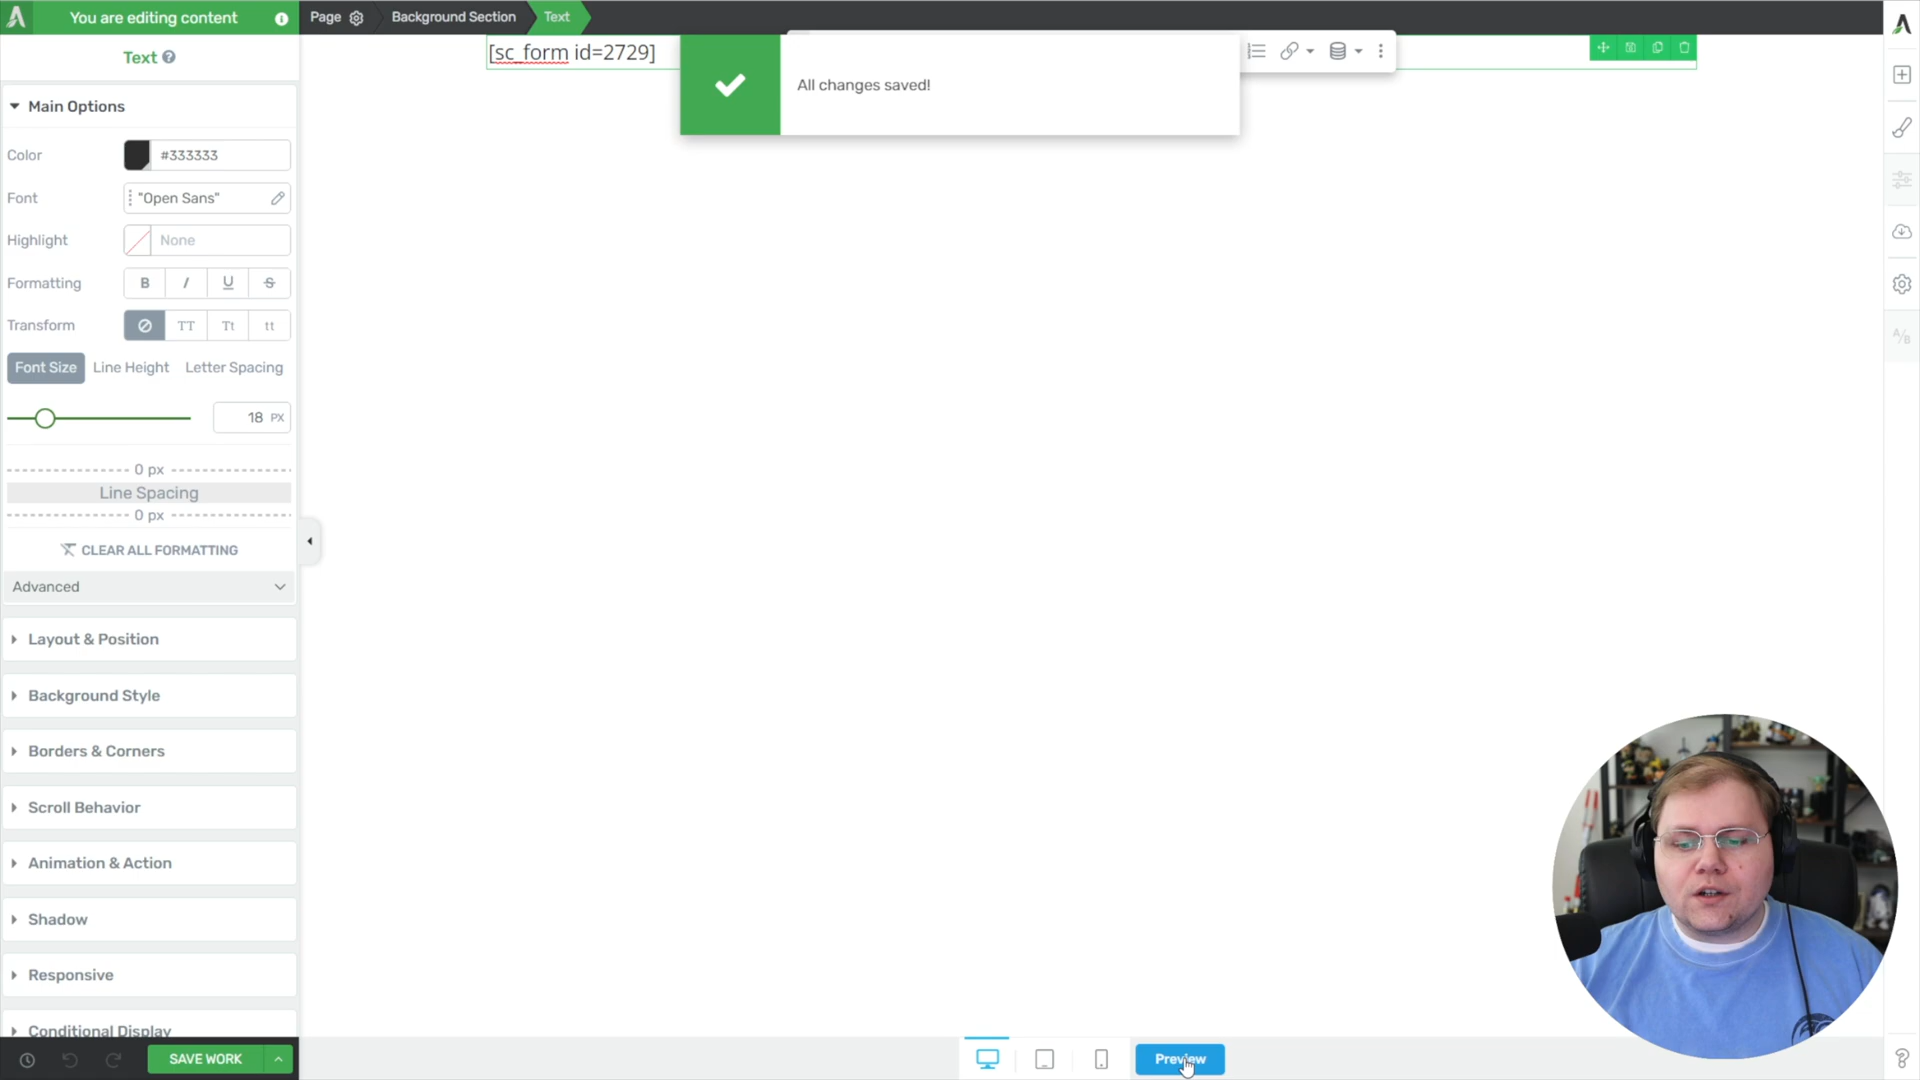 You are editing content
Page
Background Section
Text
Text
[sc_form id=2729]
All changes saved!
Main Options
Color
#333333
Font
"Open Sans"
Highlight
None
Formatting
B I U S
Transform
TT Tt tt
Font Size
Line Height
Letter Spacing
18 PX
0 px
Line Spacing
0 px
CLEAR ALL FORMATTING
Advanced
Layout & Position
Background Style
Borders & Corners
Scroll Behavior
Animation & Action
Shadow
Responsive
Conditional Display
SAVE WORK
Preview
A/B